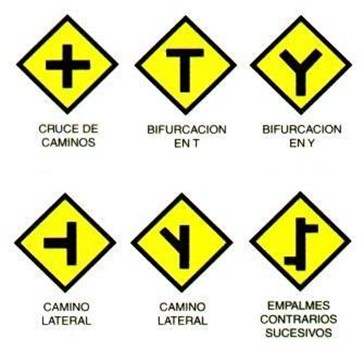 CRUCE DE
CAMINOS
BIFURCACION
EN T
BIFURCACION
EN Y
CAMINO
LATERAL
CAMINO
LATERAL
EMPALMES
CONTRARIOS
SUCESIVOS